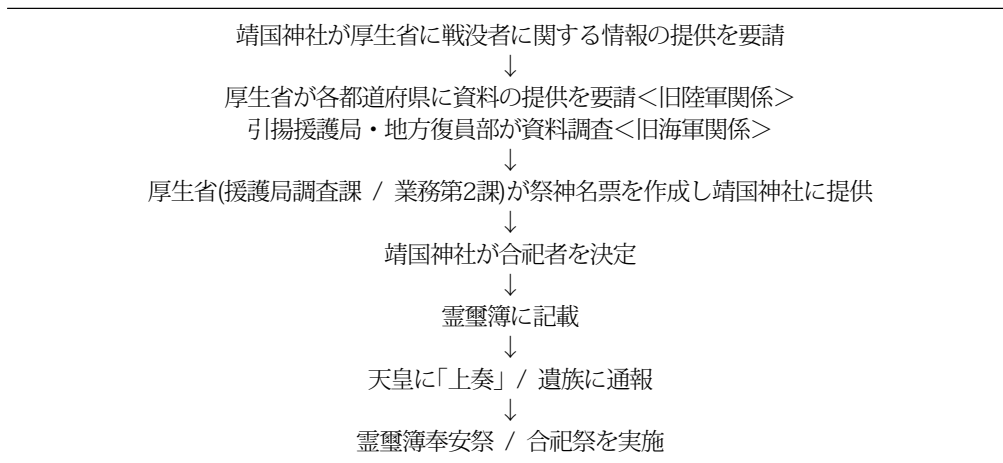 靖国神社が厚生省に戦没者に関する情報の提供を要請
↓
厚生省が各都道府県に資料の提供を要請<旧陸軍関係>
引揚援護局・地方復員部が資料調査<旧海軍関係>
↓
厚生省(援護局調査課 / 業務第2課)が祭神名票を作成し靖国神社に提供
↓
靖国神社が合祀者を決定
↓
霊璽簿に記載
↓
天皇に「上奏」 / 遺族に通報
↓
霊璽簿奉安祭 / 合祀祭を実施